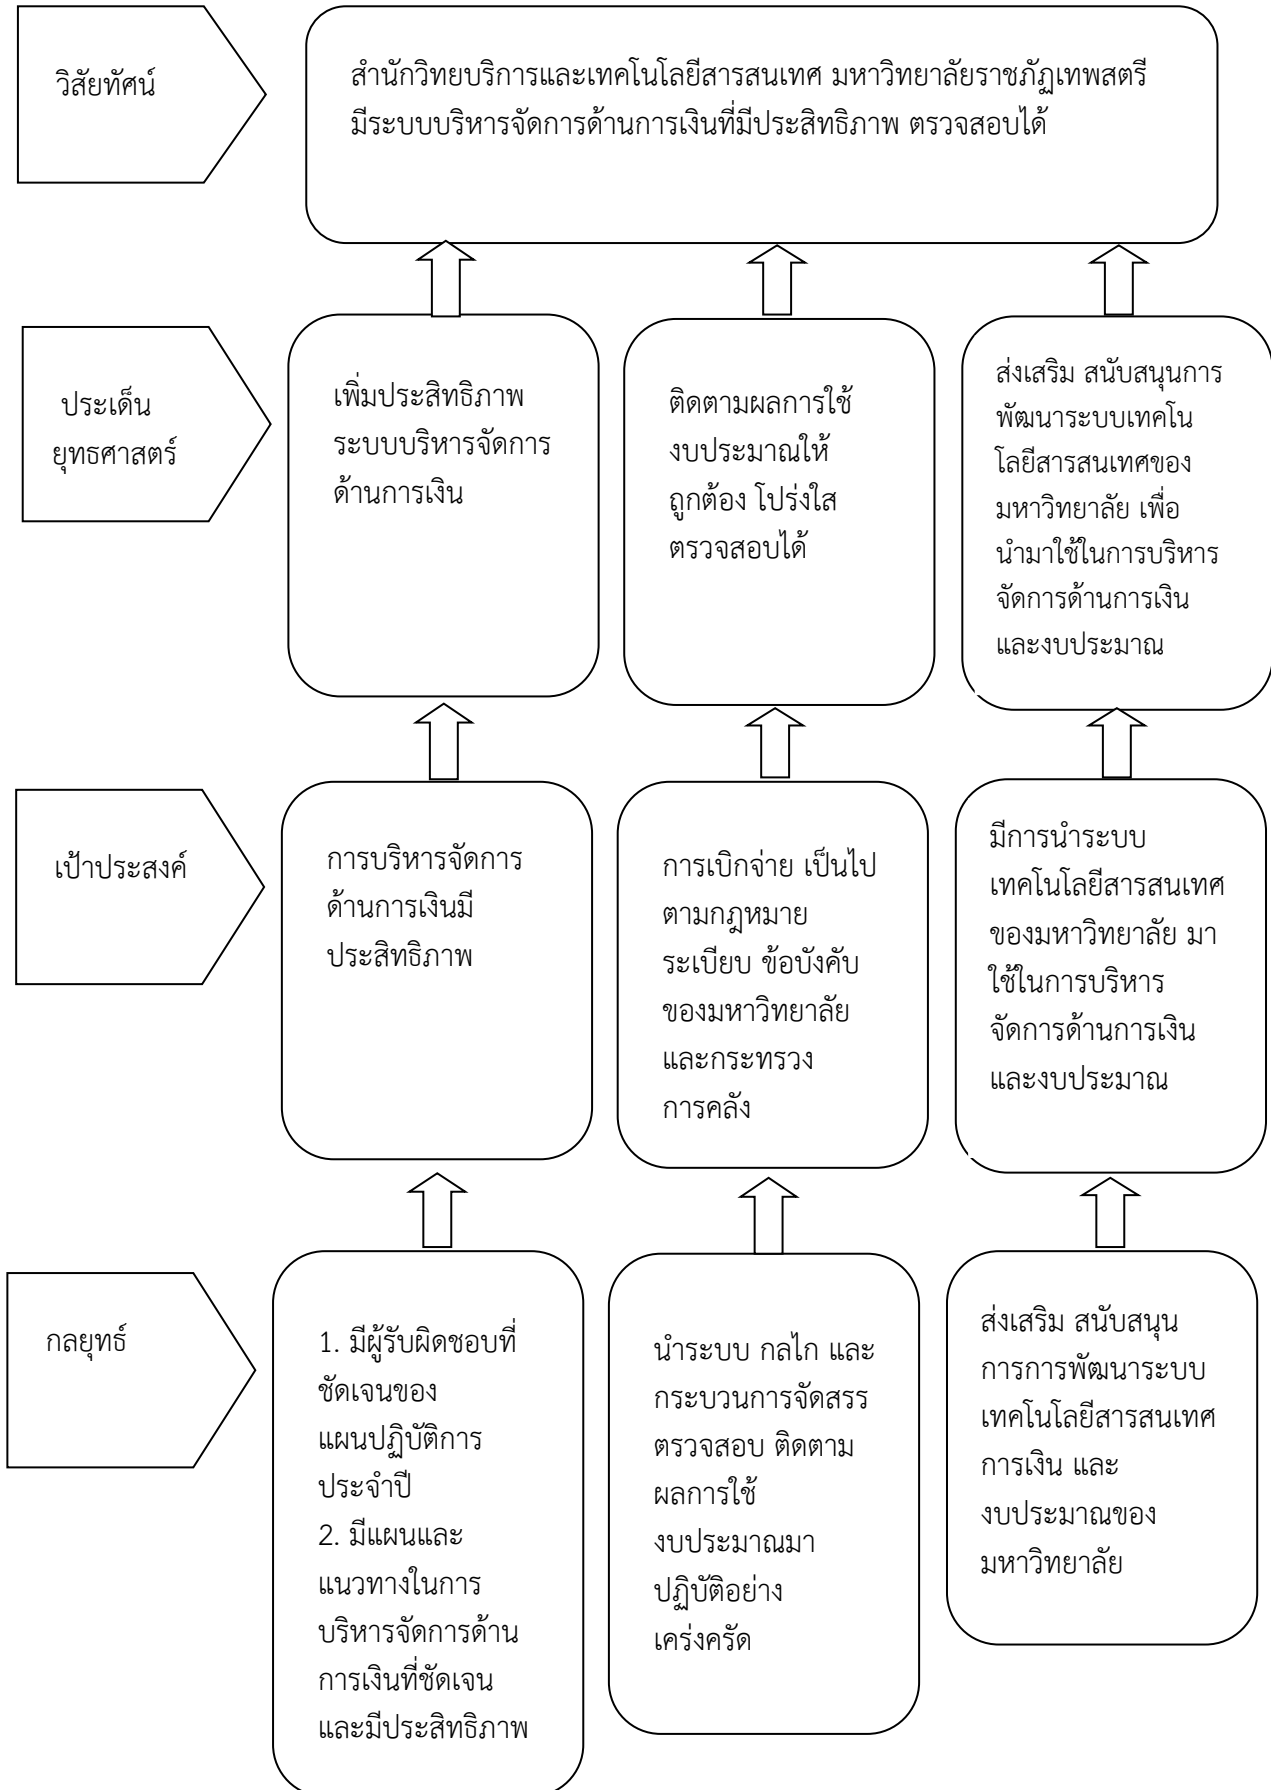 วิสัยทัศน์
สำนักวิทยบริการและเทคโนโลยีสารสนเทศ มหาวิทยาลัยราชภัฏเทพสตรี
มีระบบบริหารจัดการด้านการเงินที่มีประสิทธิภาพ ตรวจสอบได้
ประเด็น
ยุทธศาสตร์
เพิ่มประสิทธิภาพ
ระบบบริหารจัดการ
ด้านการเงิน
ติดตามผลการใช้
งบประมาณให้
ถูกต้อง โปร่งใส
ตรวจสอบได้
ส่งเสริม สนับสนุนการ
พัฒนาระบบเทคโน
โลยีสารสนเทศของ
มหาวิทยาลัย เพื่อ
นำมาใช้ในการบริหาร
จัดการด้านการเงิน
และงบประมาณ
เป้าประสงค์
การบริหารจัดการ
ด้านการเงินมี
ประสิทธิภาพ
การเบิกจ่าย เป็นไป
ตามกฎหมาย
ระเบียบ ข้อบังคับ
ของมหาวิทยาลัย
และกระทรวง
การคลัง
มีการนำระบบ
เทคโนโลยีสารสนเทศ
ของมหาวิทยาลัย มา
ใช้ในการบริหาร
จัดการด้านการเงิน
และงบประมาณ
กลยุทธ์
1. มีผู้รับผิดชอบที่
ชัดเจนของ
แผนปฏิบัติการ
ประจำปี
2. มีแผนและ
แนวทางในการ
บริหารจัดการด้าน
การเงินที่ชัดเจน
และมีประสิทธิภาพ
นำระบบ กลไก และ
กระบวนการจัดสรร
ตรวจสอบ ติดตาม
ผลการใช้
งบประมาณมา
ปฏิบัติอย่าง
เคร่งครัด
ส่งเสริม สนับสนุน
การการพัฒนาระบบ
เทคโนโลยีสารสนเทศ
การเงิน และ
งบประมาณของ
มหาวิทยาลัย